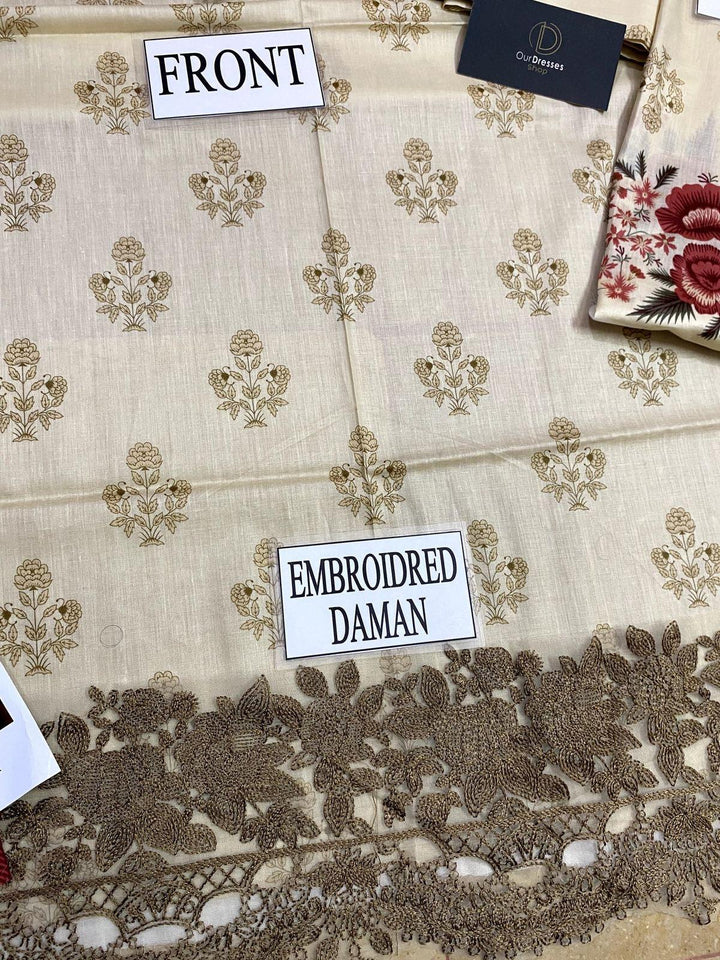 FRONT
OurDresses
shop
EMBROIDRED
DAMAN